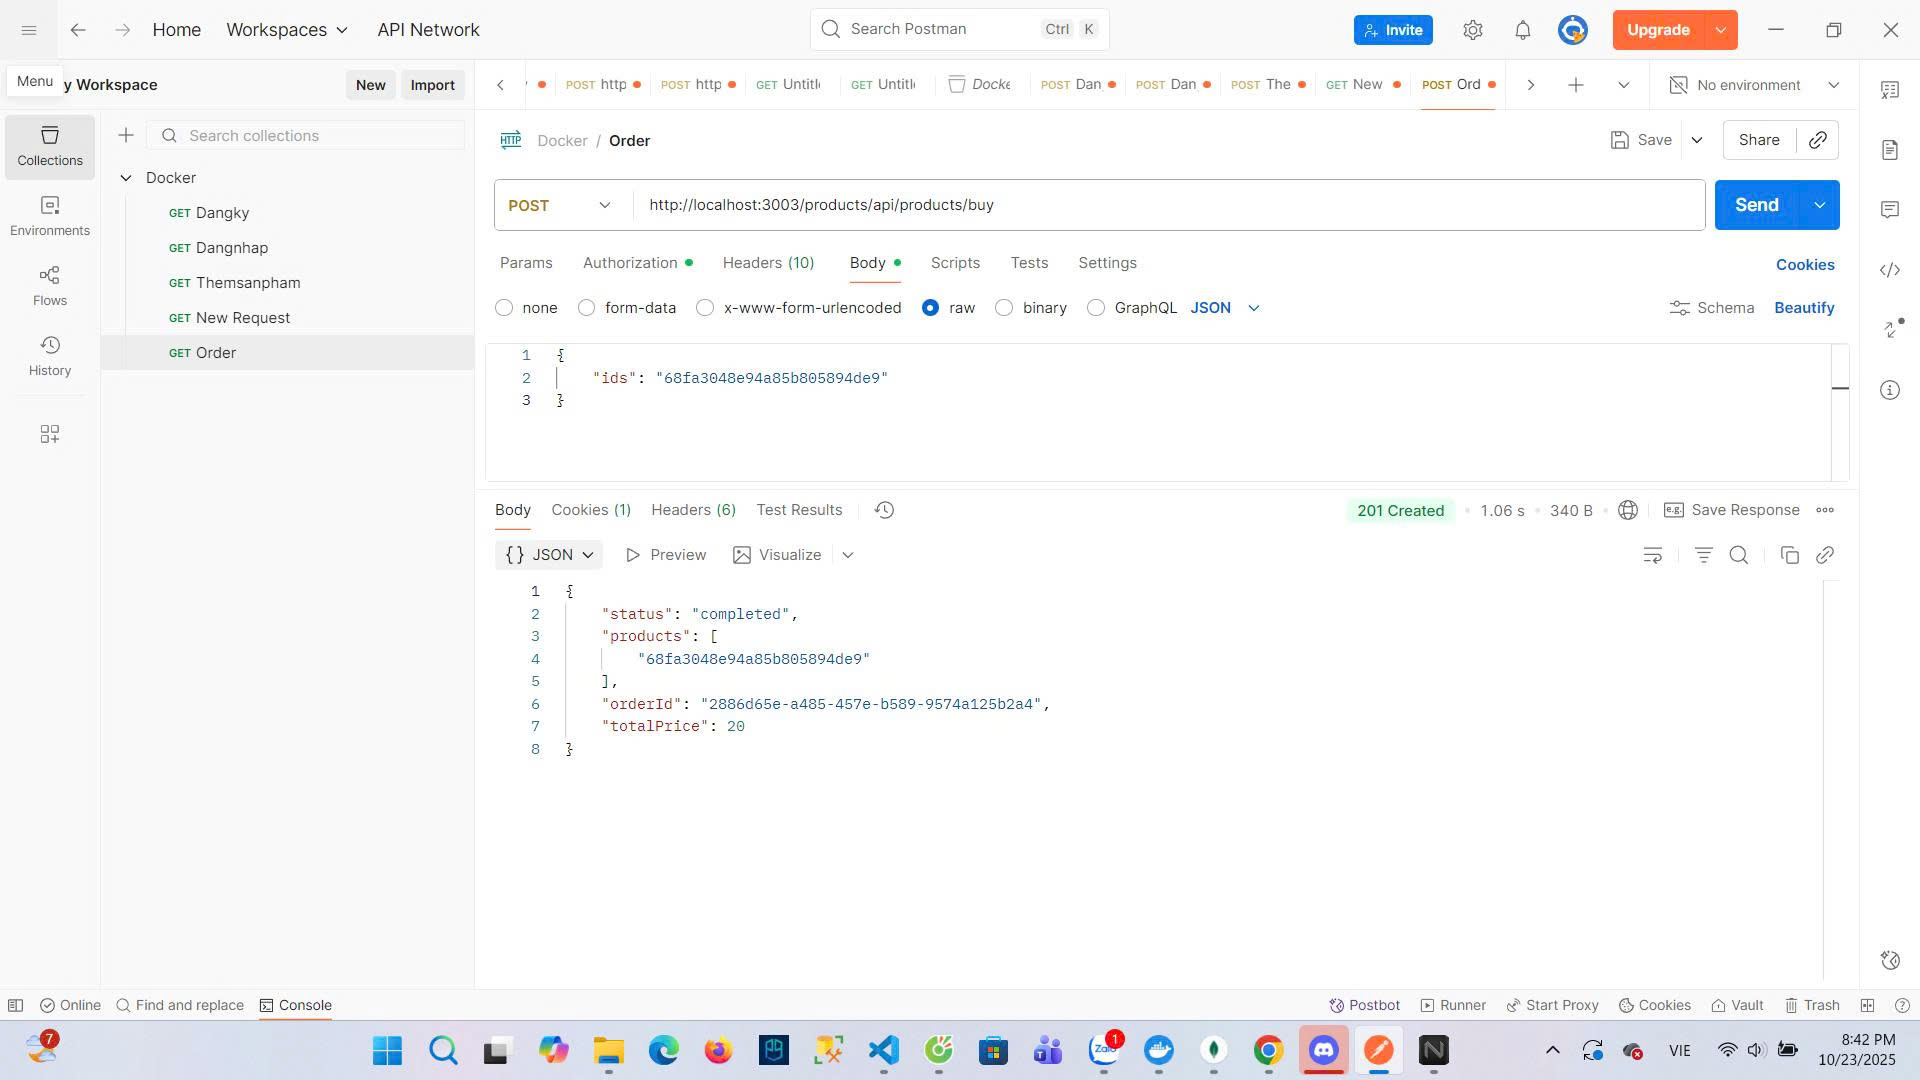 Home
Workspaces
API Network
Search Postman
Ctrl K
Invite
Upgrade
Menu
y Workspace
New
Import
POST http
POST http
GET Untitl
GET Untitl
Docke
POST Dan
POST Dan
POST The
GET New
POST Ord
No environment
Collections
Environments
Flows
History
Search collections
Docker
GET Dangky
GET Dangnhap
GET Themsanpham
GET New Request
GET Order
HTTP Docker / Order
Save
Share
POST
http://localhost:3003/products/api/products/buy
Send
Params
Authorization
Headers (10)
Body
Scripts
Tests
Settings
Cookies
none
form-data
x-www-form-urlencoded
raw
binary
GraphQL
JSON
Schema
Beautify
1 {
2 "ids": "68fa3048e94a85b805894de9"
3 }
Body
Cookies (1)
Headers (6)
Test Results
201 Created
1.06 s
340 B
e.g. Save Response
{} JSON
Preview
Visualize
1 {
2 "status": "completed",
3 "products": [
4 "68fa3048e94a85b805894de9"
5 ],
6 "orderId": "2886d65e-a485-457e-b589-9574a125b2a4",
7 "totalPrice": 20
8 }
Online
Find and replace
Console
Postbot
Runner
Start Proxy
Cookies
Vault
Trash
7
Zalo
1
VIE
8:42 PM
10/23/2025